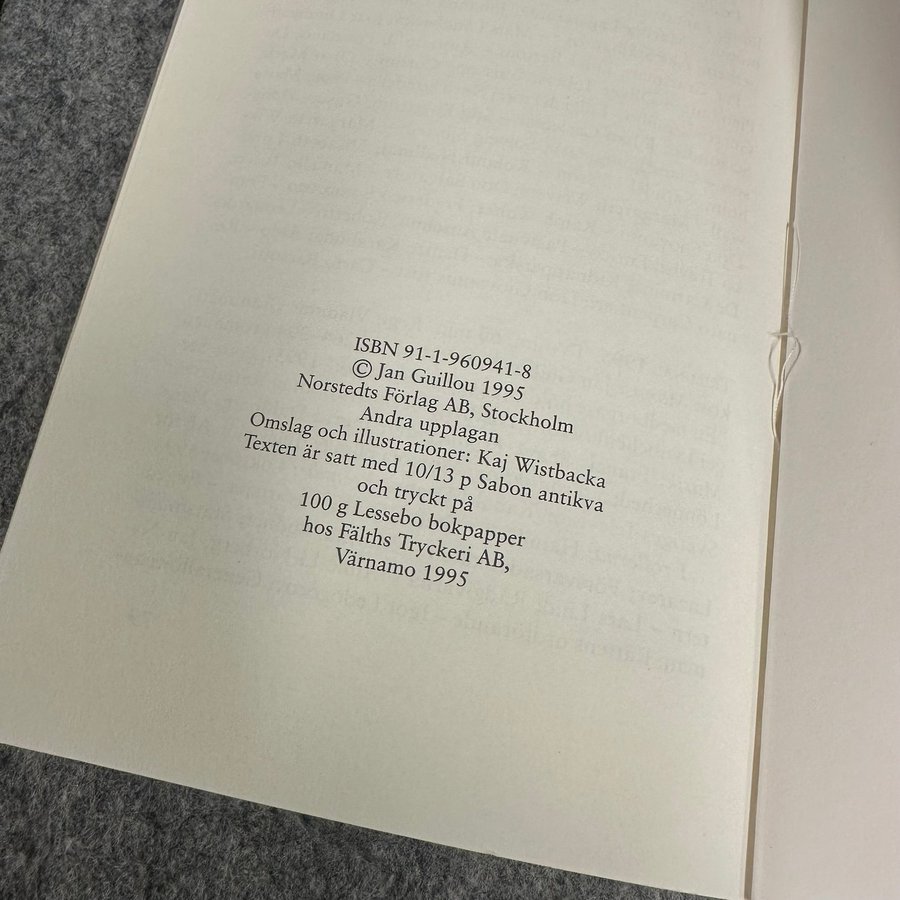 ISBN 91-1-960941-8
© Jan Guillou 1995
Norstedts Förlag AB, Stockholm
Andra upplagan
Omslag och illustrationer: Kaj Wistbacka
Texten är satt med 10/13 p Sabon antikva
och tryckt på
100 g Lessebo bokpapper
hos Fälths Tryckeri AB,
Värnamo 1995